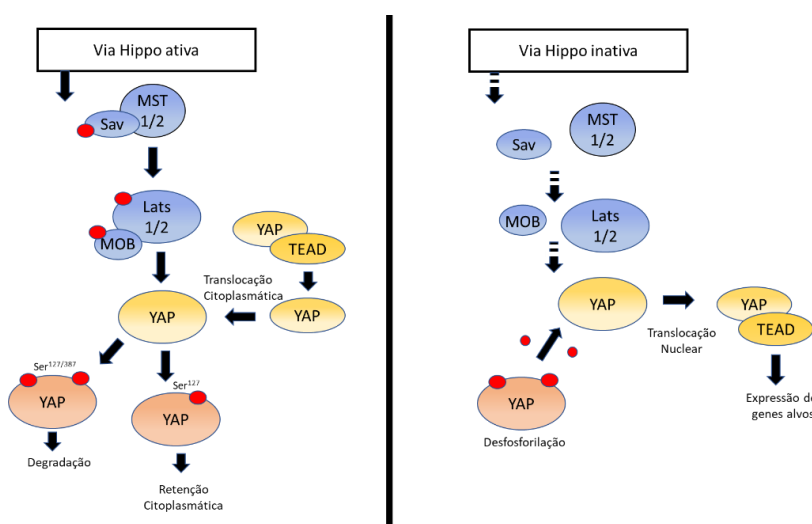 Via Hippo ativa
MST
1/2
Sav
Lats
1/2
MOB
YAP
TEAD
Translocação
Citoplasmática
YAP
YAP
Ser127/387
YAP
Degradação
Ser127
YAP
Retenção
Citoplasmática
Via Hippo inativa
MST
1/2
Sav
MOB
Lats
1/2
YAP
Translocação
Nuclear
YAP
TEAD
YAP
Desfosforilação
Expressão de
genes alvos